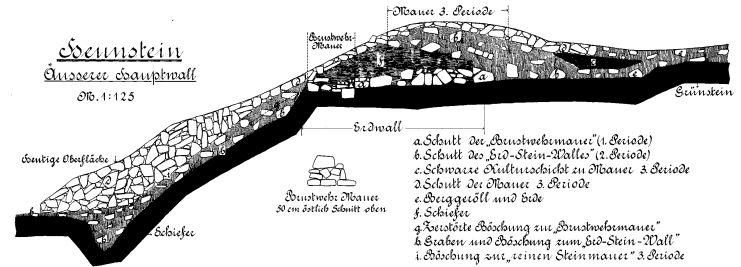 Heunstein
Äusserer Hauptwall
M. 1:125
Mauer 3. Periode
Brustwehr-
Mauer
Grünstein
Erdwall
Heutige Oberfläche
Schiefer
Brustwehr Mauer
50 cm östlich Schnitt oben
a. Schutt der „Brustwehrmauer“ (1. Periode)
b. Schutt des „Erd-Stein-Walles“ (2. Periode)
c. Schwarze Kulturschicht zu Mauer 3. Periode
d. Schutt der Mauer 3. Periode
e. Berggeröll und Erde
f. Schiefer
g. Zerstörte Böschung zur „Brustwehrmauer“
h. Graben und Böschung zum „Erd-Stein-Wall“
i. Böschung zur „reinen Steinmauer“ 3. Periode